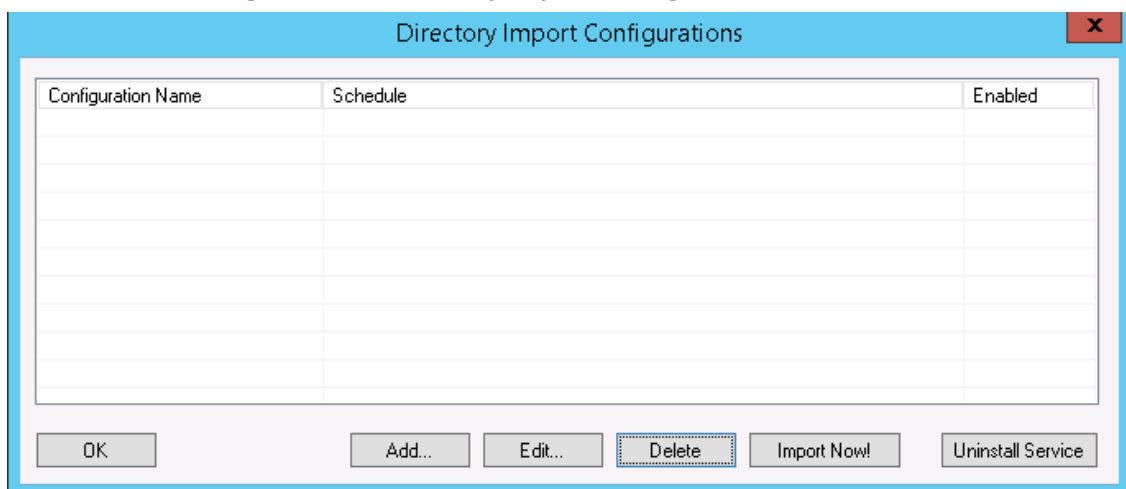 Directory Import Configurations
x
Configuration Name Schedule Enabled
OK Add... Edit... Delete Import Now! Uninstall Service